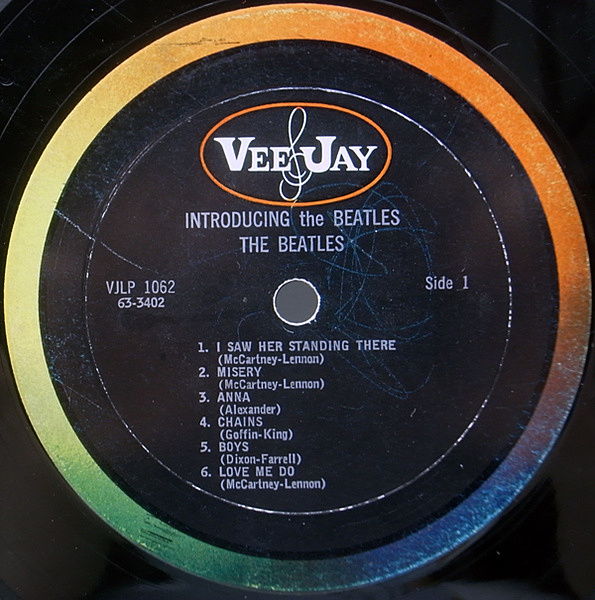 VEE JAY
INTRODUCING the BEATLES
THE BEATLES
VJLP 1062
63-3402
Side 1
1. I SAW HER STANDING THERE
(McCartney-Lennon)
2. MISERY
(McCartney-Lennon)
3. ANNA
(Alexander)
4. CHAINS
(Goffin-King)
5. BOYS
(Dixon-Farrell)
6. LOVE ME DO
(McCartney-Lennon)